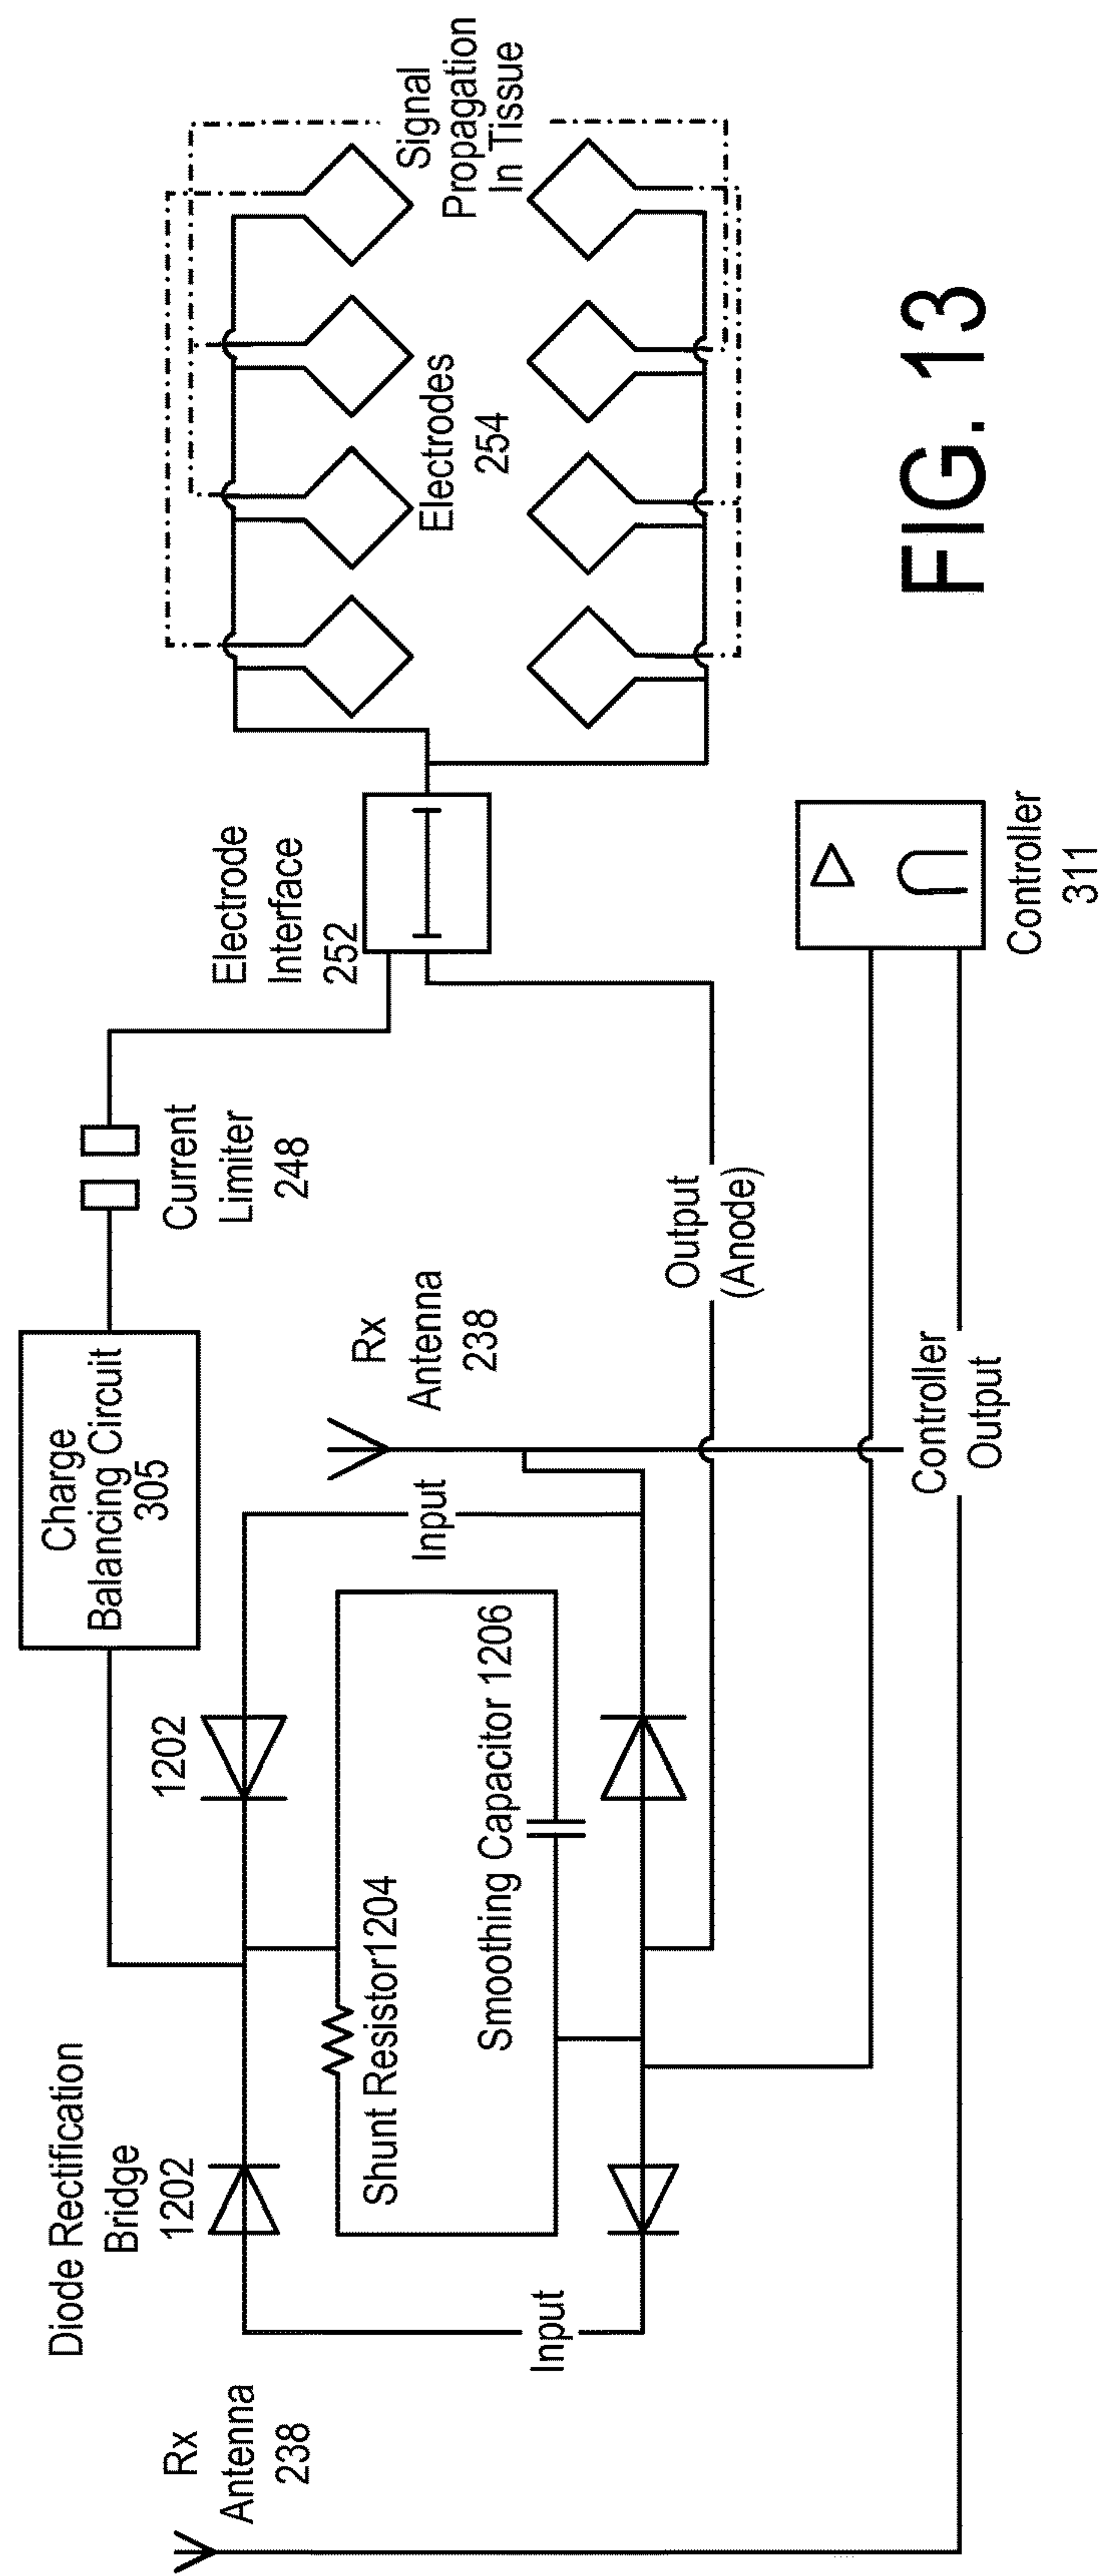 Rx
Antenna
238
Diode Rectification
Bridge
1202
1202
Charge
Balancing Circuit
305
Current
Limiter
248
Electrode
Interface
252
Signal
Propagation
In Tissue
Electrodes
254
Input
Shunt Resistor1204
Smoothing Capacitor 1206
Input
Rx
Antenna
238
Output
(Anode)
Controller
Output
Controller
311
FIG. 13